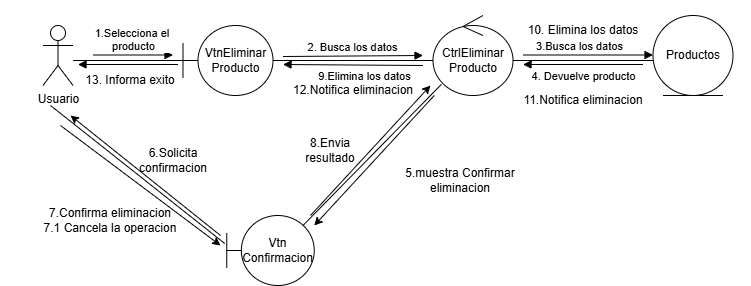 1.Selecciona el
producto
13. Informa exito
Usuario
VtnEliminar
Producto
2. Busca los datos
9.Elimina los datos
12.Notifica eliminacion
CtrlEliminar
Producto
10. Elimina los datos
3.Busca los datos
4. Devuelve producto
11.Notifica eliminacion
Productos
6.Solicita
confirmacion
7.Confirma eliminacion
7.1 Cancela la operacion
8.Envia
resultado
5.muestra Confirmar
eliminacion
Vtn
Confirmacion